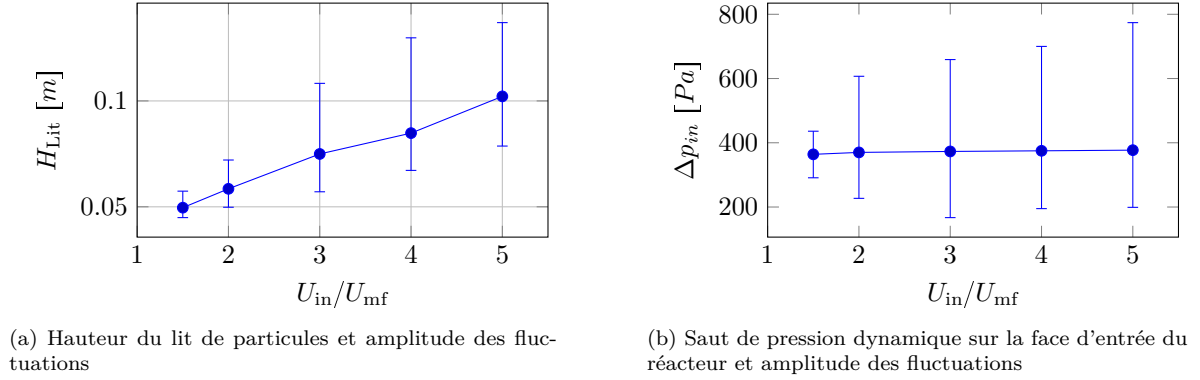 0.1
0.05
H_Lit [m]
1 2 3 4 5
U_in/U_mf
(a) Hauteur du lit de particules et amplitude des fluc-
tuations
800
600
400
200
Δp_in [Pa]
1 2 3 4 5
U_in/U_mf
(b) Saut de pression dynamique sur la face d'entrée du
réacteur et amplitude des fluctuations